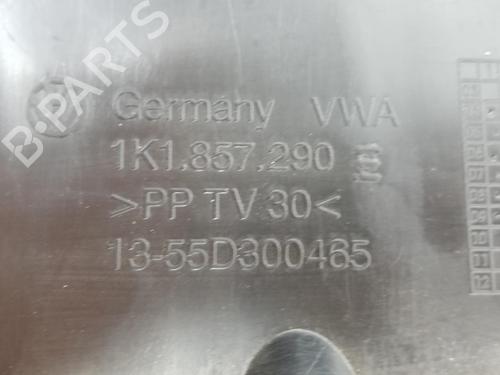 B-PARTS
Germany VWA
1K1.857.290
>PP TV 30<
13-55D300465